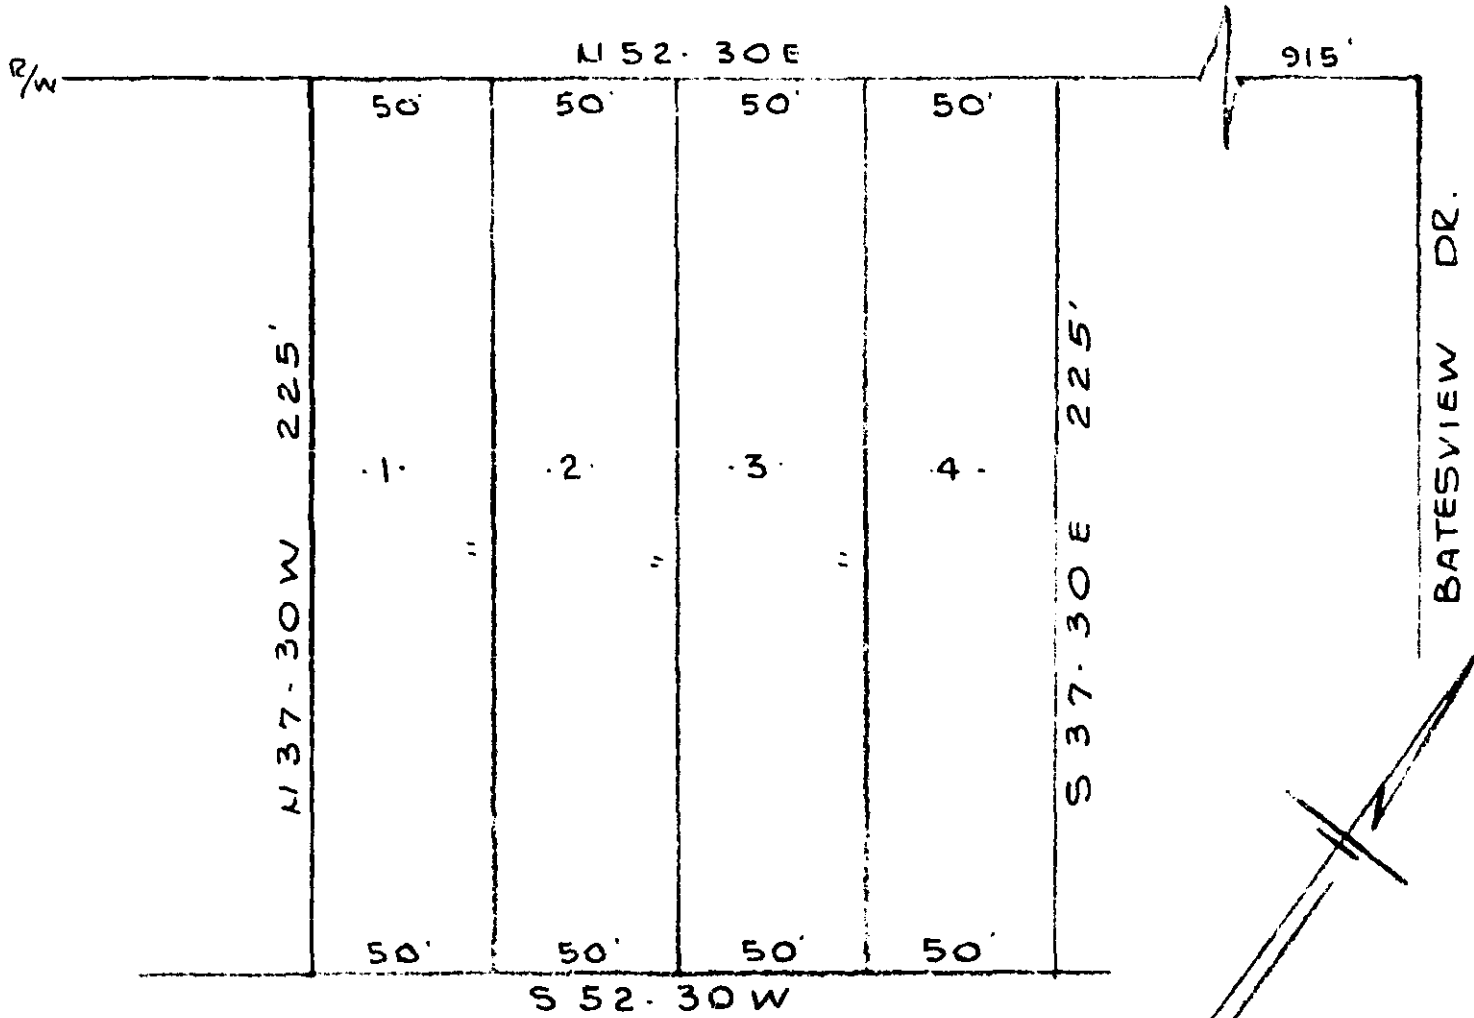 N 52. 30 E
915'
R/W
50' 50' 50' 50'
N 37-30 W 225'
.1. .2. .3. .4-
" " "
S 37.30 E 225'
BATESVIEW DR.
N
50' 50' 50' 50'
S 52. 30 W